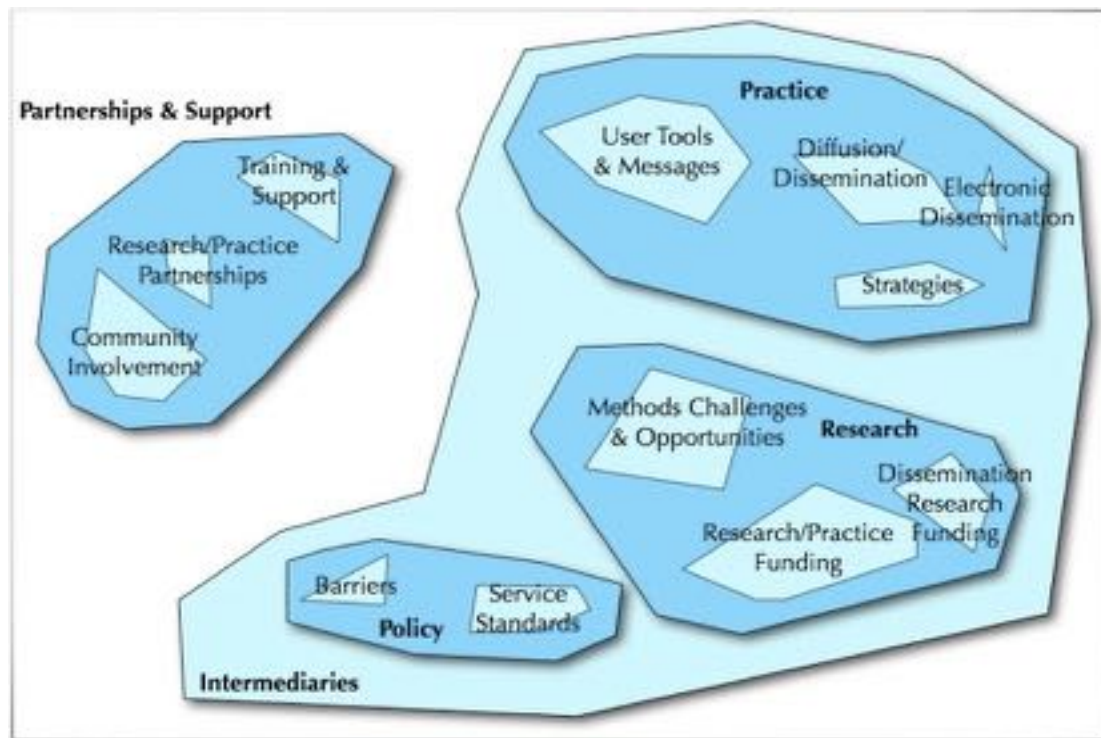 Partnerships & Support
Training &
Support
Research/Practice
Partnerships
Community
Involvement
Practice
User Tools
& Messages
Diffusion/
Dissemination
Electronic
Dissemination
Strategies
Methods Challenges
& Opportunities
Research
Dissemination
Research
Funding
Research/Practice
Funding
Barriers
Service
Standards
Policy
Intermediaries